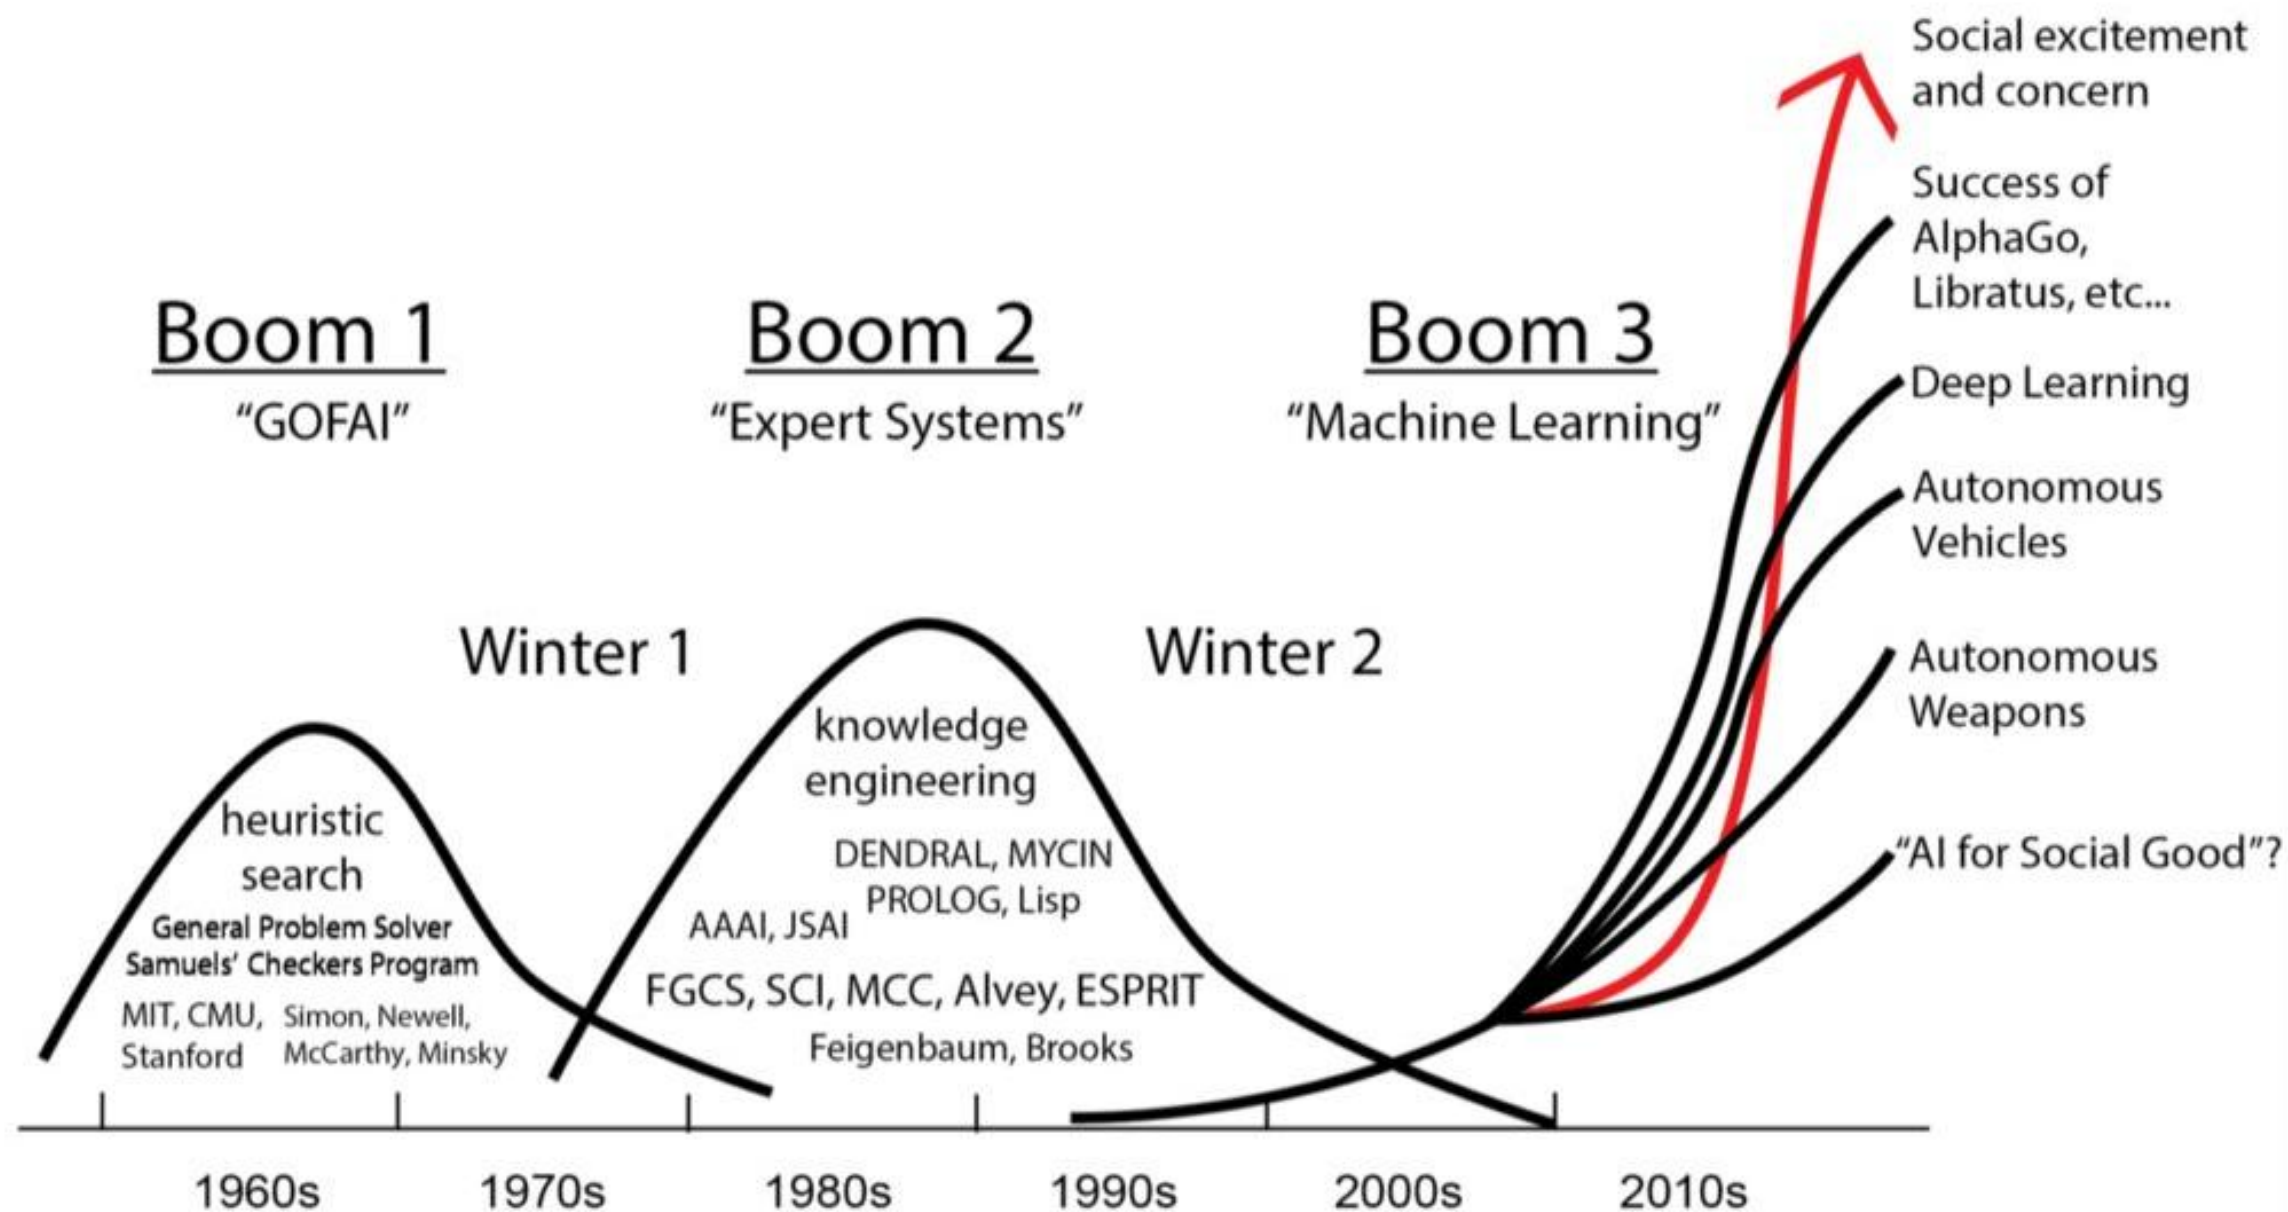 Social excitement
and concern
Success of
AlphaGo,
Libratus, etc...
Boom 1
"GOFAI"
Boom 2
"Expert Systems"
Boom 3
"Machine Learning"
Deep Learning
Autonomous
Vehicles
Winter 1
Winter 2
Autonomous
Weapons
heuristic
search
General Problem Solver
Samuels' Checkers Program
MIT, CMU,
Stanford
Simon, Newell,
McCarthy, Minsky
knowledge
engineering
DENDRAL, MYCIN
PROLOG, Lisp
AAAI, JSAI
FGCS, SCI, MCC, Alvey, ESPRIT
Feigenbaum, Brooks
"AI for Social Good"?
1960s
1970s
1980s
1990s
2000s
2010s